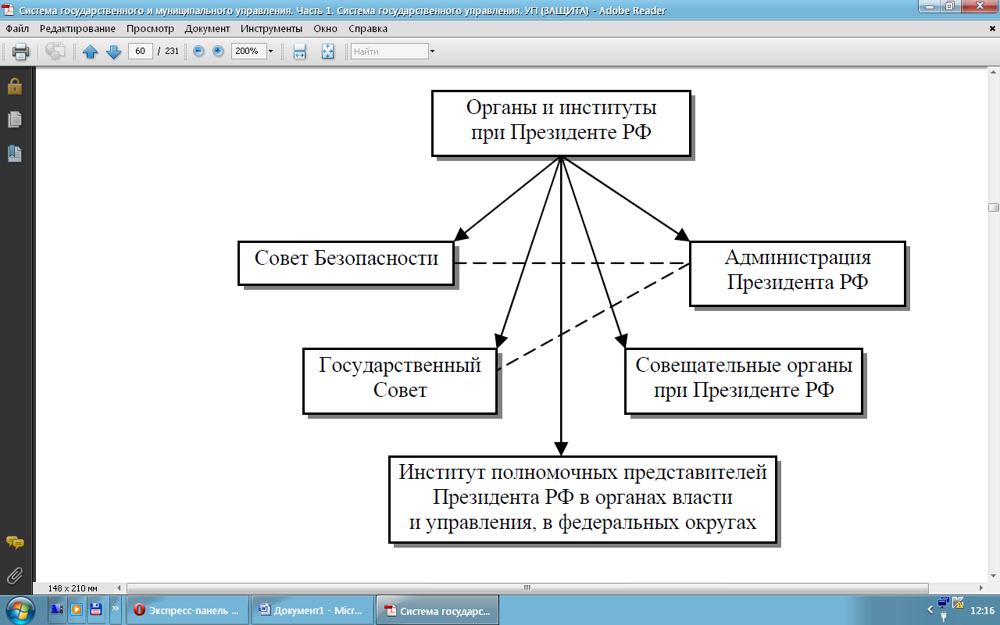 Система государственного и муниципального управления. Часть 1. Система государственного управления. УП (ЗАЩИТА) - Adobe Reader
Файл Редактирование Просмотр Документ Инструменты Окно Справка
60 / 231 200% Найти
Органы и институты
при Президенте РФ
Совет Безопасности
Администрация
Президента РФ
Государственный
Совет
Совещательные органы
при Президенте РФ
Институт полномочных представителей
Президента РФ в органах власти
и управления, в федеральных округах
148 x 210 мм
Экспресс-панель ...
Документ1 - Micr...
Система государс...
12:16